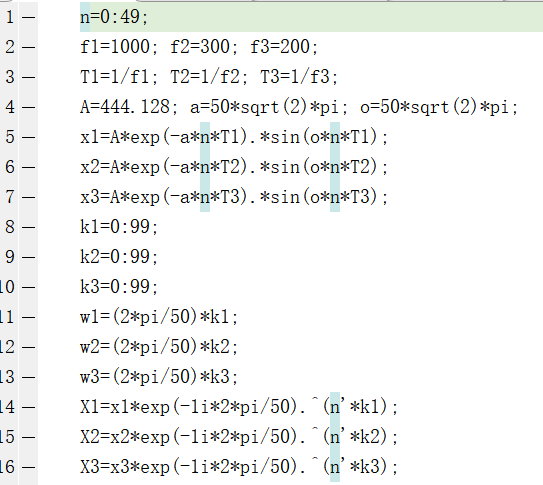 1 — n=0:49;
2 — f1=1000; f2=300; f3=200;
3 — T1=1/f1; T2=1/f2; T3=1/f3;
4 — A=444.128; a=50*sqrt(2)*pi; o=50*sqrt(2)*pi;
5 — x1=A*exp(-a*n*T1).*sin(o*n*T1);
6 — x2=A*exp(-a*n*T2).*sin(o*n*T2);
7 — x3=A*exp(-a*n*T3).*sin(o*n*T3);
8 — k1=0:99;
9 — k2=0:99;
10 — k3=0:99;
11 — w1=(2*pi/50)*k1;
12 — w2=(2*pi/50)*k2;
13 — w3=(2*pi/50)*k3;
14 — X1=x1*exp(-1i*2*pi/50).^(n'*k1);
15 — X2=x2*exp(-1i*2*pi/50).^(n'*k2);
16 — X3=x3*exp(-1i*2*pi/50).^(n'*k3);